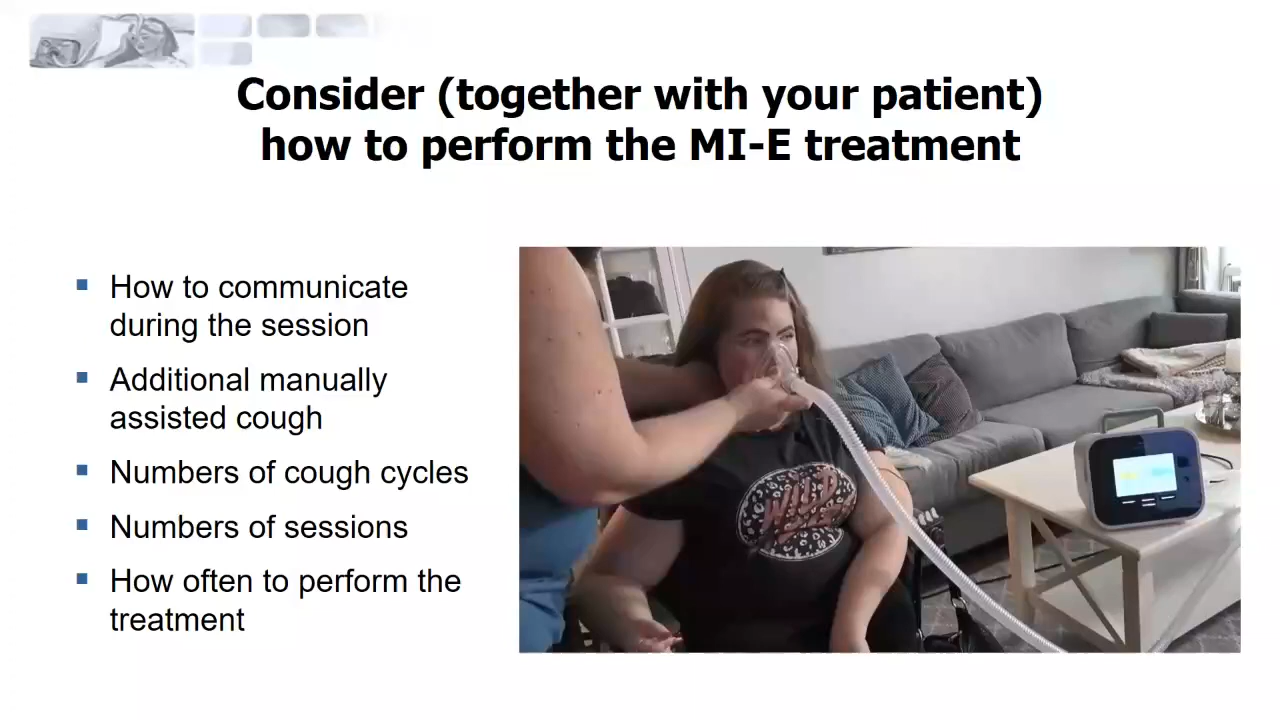 Consider (together with your patient)
how to perform the MI-E treatment
How to communicate
during the session
Additional manually
assisted cough
Numbers of cough cycles
Numbers of sessions
How often to perform the
treatment
WILD